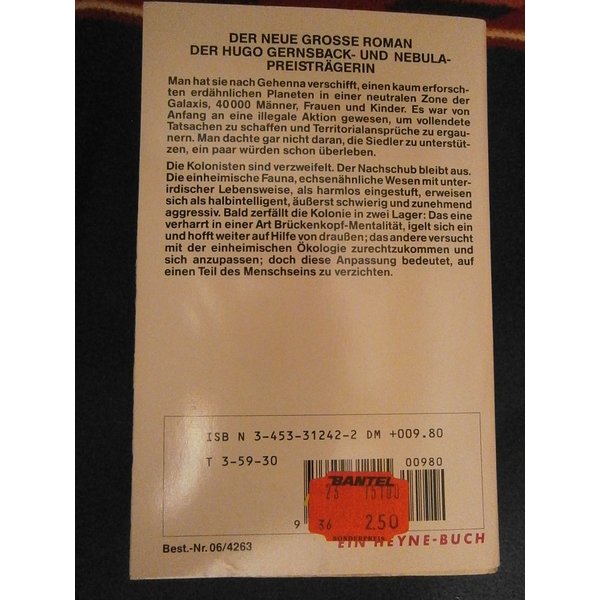 DER NEUE GROSSE ROMAN
DER HUGO GERNSBACK- UND NEBULA-
PREISTRÄGERIN
Man hat sie nach Gehenna verschifft, einen kaum erforsch-
ten erdähnlichen Planeten in einer neutralen Zone der
Galaxis, 40000 Männer, Frauen und Kinder. Es war von
Anfang an eine illegale Aktion gewesen, um vollendete
Tatsachen zu schaffen und Territorialansprüche zu ergau-
nern. Man dachte gar nicht daran, die Siedler zu unterstüt-
zen, ein paar würden schon überleben.
Die Kolonisten sind verzweifelt. Der Nachschub bleibt aus.
Die einheimische Fauna, echsenähnliche Wesen mit unter-
irdischer Lebensweise, als harmlos eingestuft, erweisen
sich als halbintelligent, äußerst schwierig und zunehmend
aggressiv. Bald zerfällt die Kolonie in zwei Lager: Das eine
verharrt in einer Art Brückenkopf-Mentalität, igelt sich ein
und hofft weiter auf Hilfe von draußen; das andere versucht
mit der einheimischen Ökologie zurechtzukommen und
sich anzupassen; doch diese Anpassung bedeutet, auf
einen Teil des Menschseins zu verzichten.
ISB N 3-453-31242-2 DM +009.80
T 3-59-30 00980
BANTEL
23
9 36 2.50
SONDERPREIS
EIN HEYNE-BUCH
Best.-Nr. 06/4263